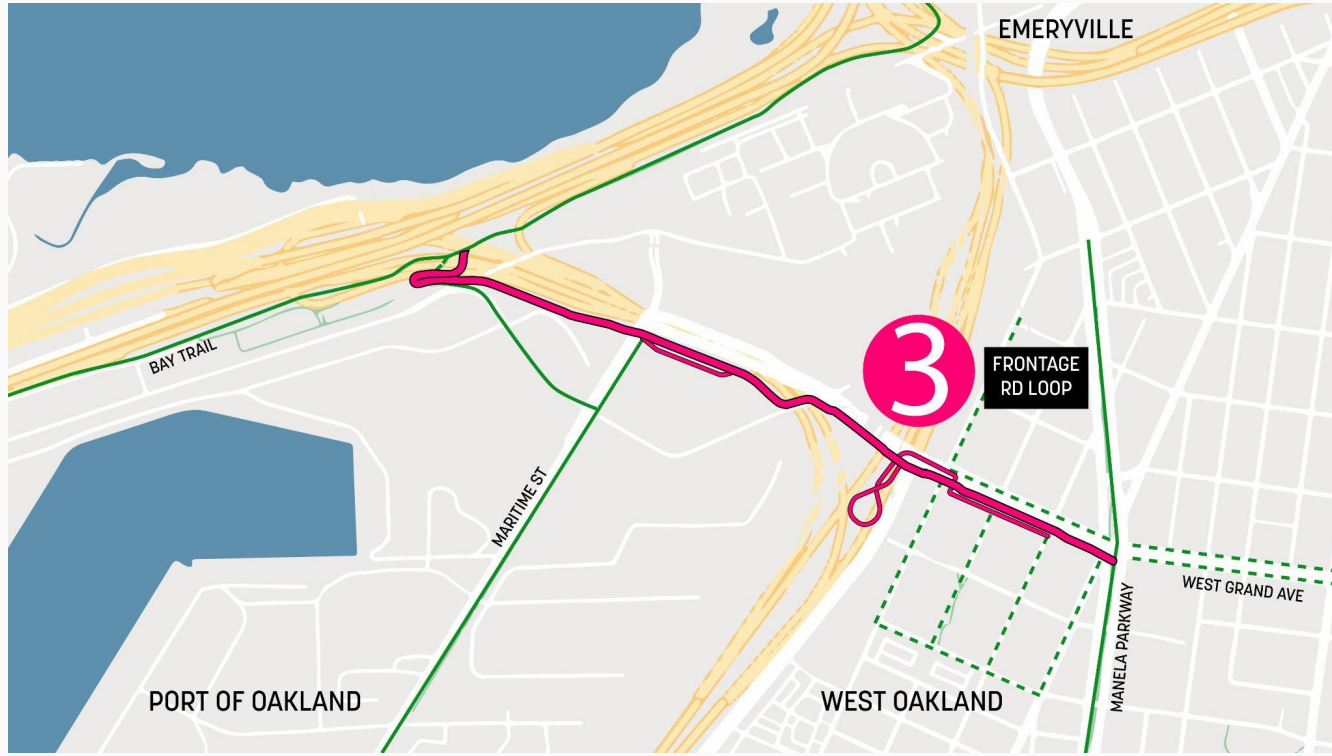 EMERYVILLE
BAY TRAIL
3
FRONTAGE
RD LOOP
MARITIME ST
WEST GRAND AVE
MANELA PARKWAY
PORT OF OAKLAND
WEST OAKLAND